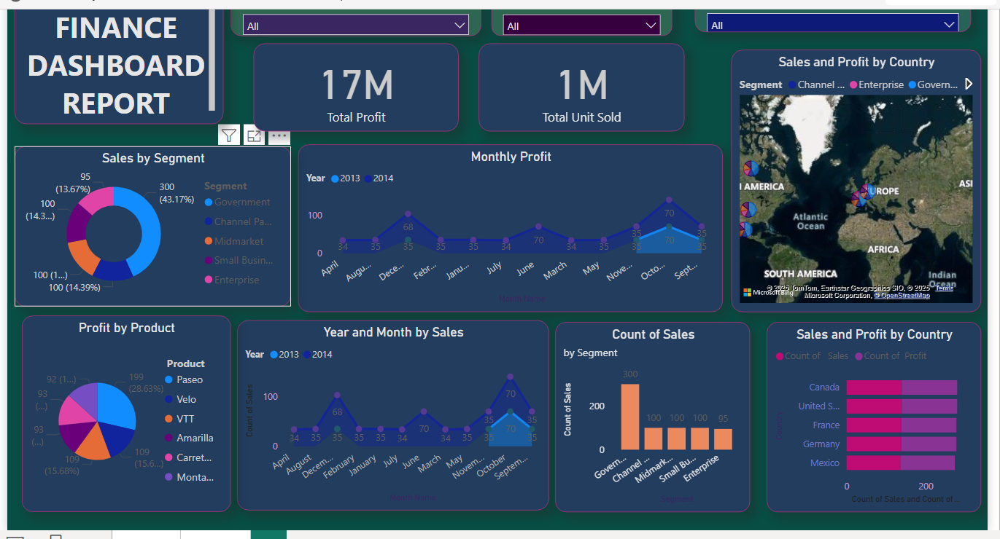 FINANCE
DASHBOARD
REPORT
All
All
All
17M
Total Profit
1M
Total Unit Sold
Sales and Profit by Country
Segment Channel ... Enterprise Govern...
AMERICA
EUROPE
ASI
Atlantic
Ocean
AFRICA
SOUTH AMERICA
Indian
Ocean
© 2025 TomTom, Earthstar Geographics SIO, © 2025 Terms
Microsoft Bing
Microsoft Corporation, © OpenStreetMap
Sales by Segment
95
(13.67%)
300
(43.17%)
100
(14.3...)
100 (1...)
100 (14.39%)
Segment
Government
Channel Pa...
Midmarket
Small Busin...
Enterprise
Monthly Profit
Year 2013 2014
100
0
34 35 68 35 35 35 34 70 34 35 35 35 70 70 35 35
April Augu... Dece... Febr... Janu... July June March May Nove... Octo... Sept...
Month Name
Profit by Product
92 (1...)
199
(28.63%)
93
(...)
93
(...)
109
(15.68%)
109
(15.6...)
Product
Paseo
Velo
VTT
Amarilla
Carret...
Monta...
Year and Month by Sales
Year 2013 2014
Count of Sales
100
0
34 35 68 35 35 35 34 70 34 35 35 35 70 70 35 35
April August Decem... February January July June March May Novem... October Septem...
Month Name
Count of Sales
by Segment
Count of Sales
200
0
300 100 100 100 95
Govern... Channel ... Midmark... Small Bu... Enterprise
Segment
Sales and Profit by Country
Count of Sales Count of Profit
Country
Canada
United S...
France
Germany
Mexico
0 200
Count of Sales and Count of ...